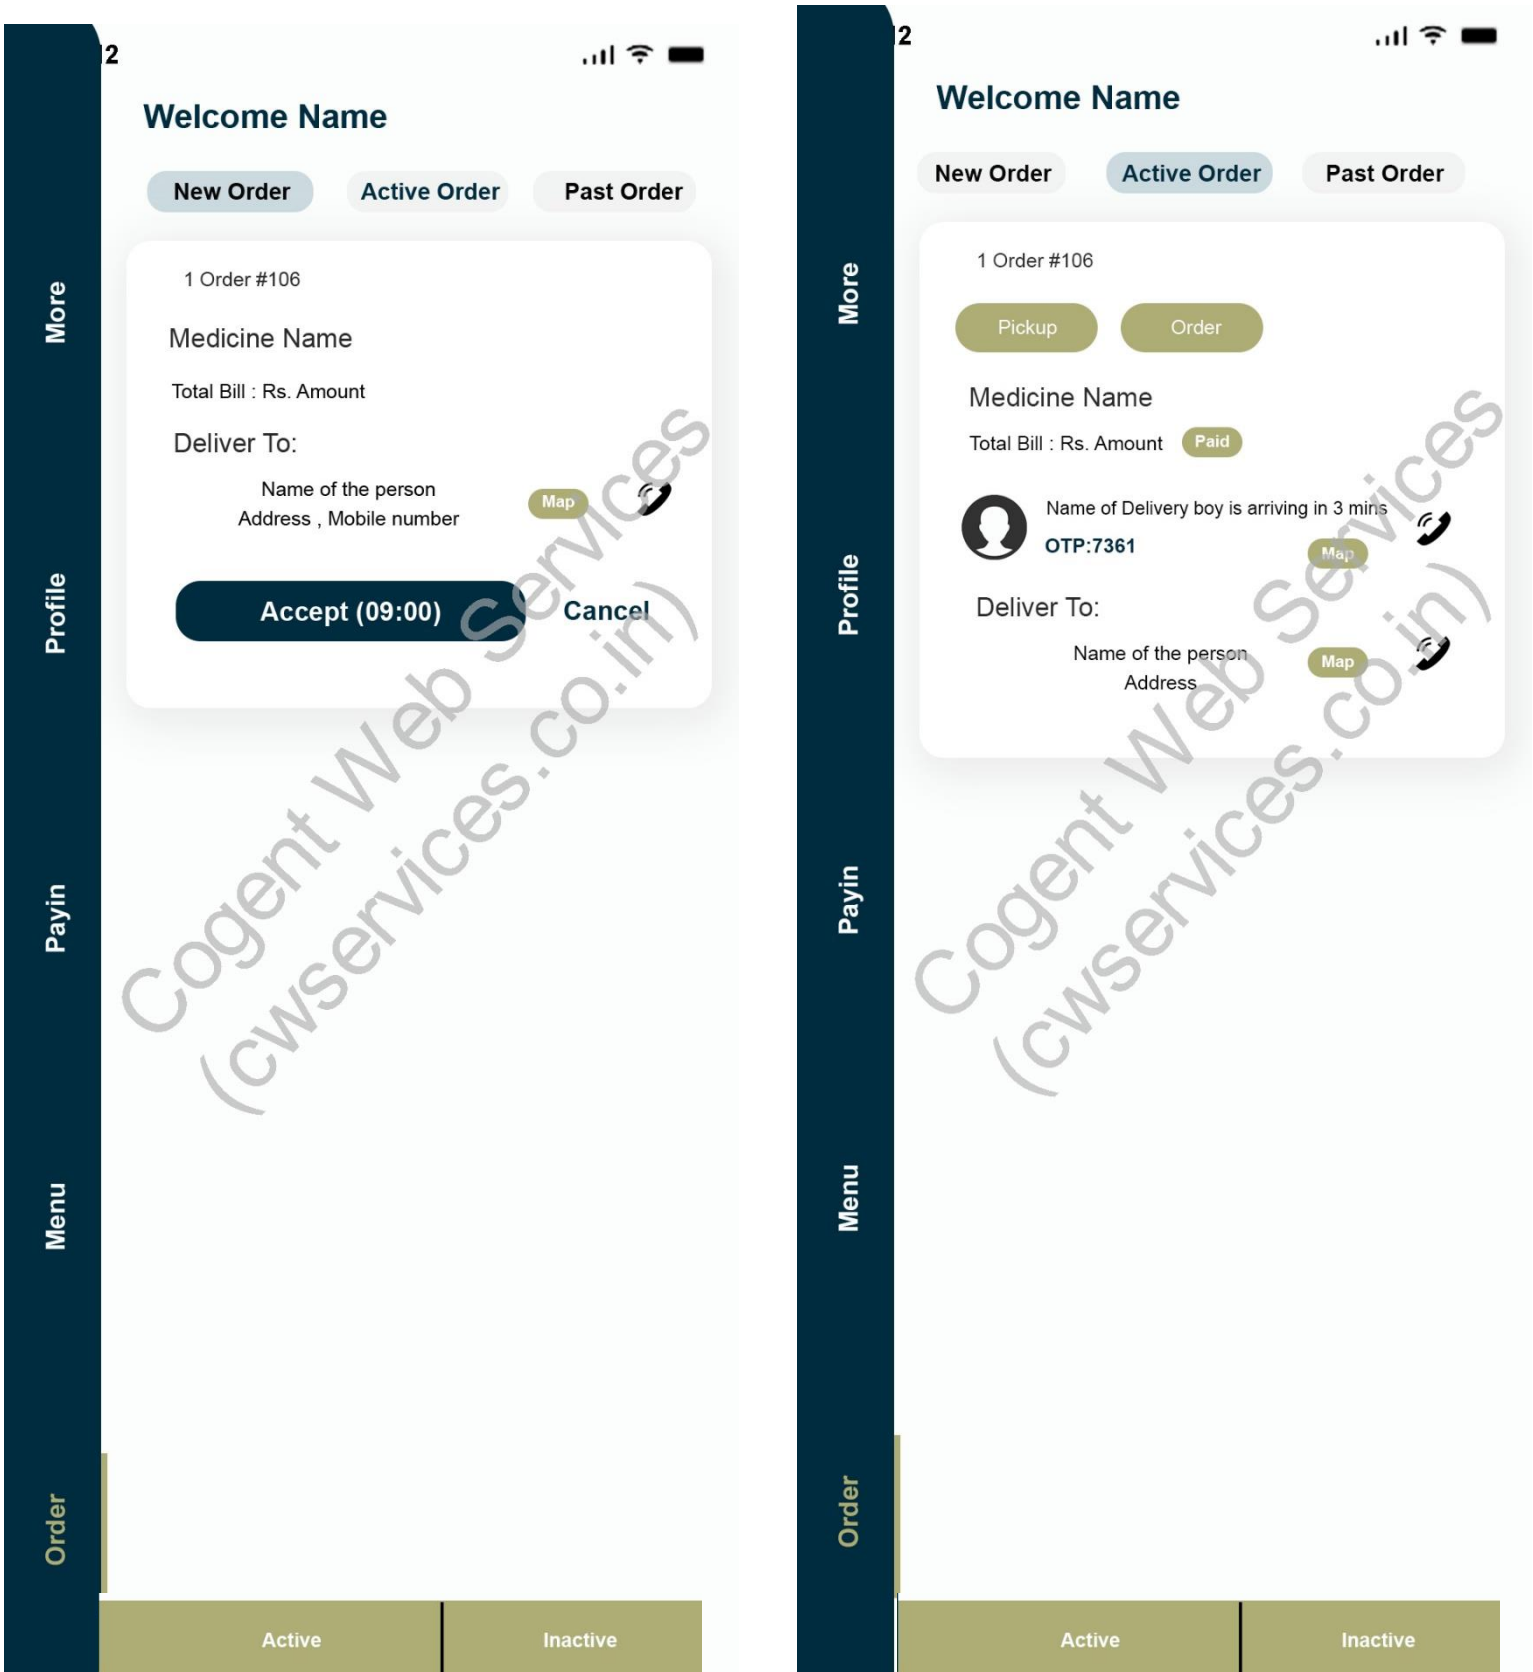 2
Welcome Name
New Order Active Order Past Order
1 Order #106
Medicine Name
Total Bill : Rs. Amount
Deliver To:
Name of the person
Address , Mobile number
Map
Accept (09:00) Cancel
More
Profile
Payin
Menu
Order
Active Inactive
Cogent Web Services
(cwservices.co.in)
2
Welcome Name
New Order Active Order Past Order
1 Order #106
Pickup Order
Medicine Name
Total Bill : Rs. Amount Paid
Name of Delivery boy is arriving in 3 mins
OTP:7361
Map
Deliver To:
Name of the person
Address
Map
More
Profile
Payin
Menu
Order
Active Inactive
Cogent Web Services
(cwservices.co.in)